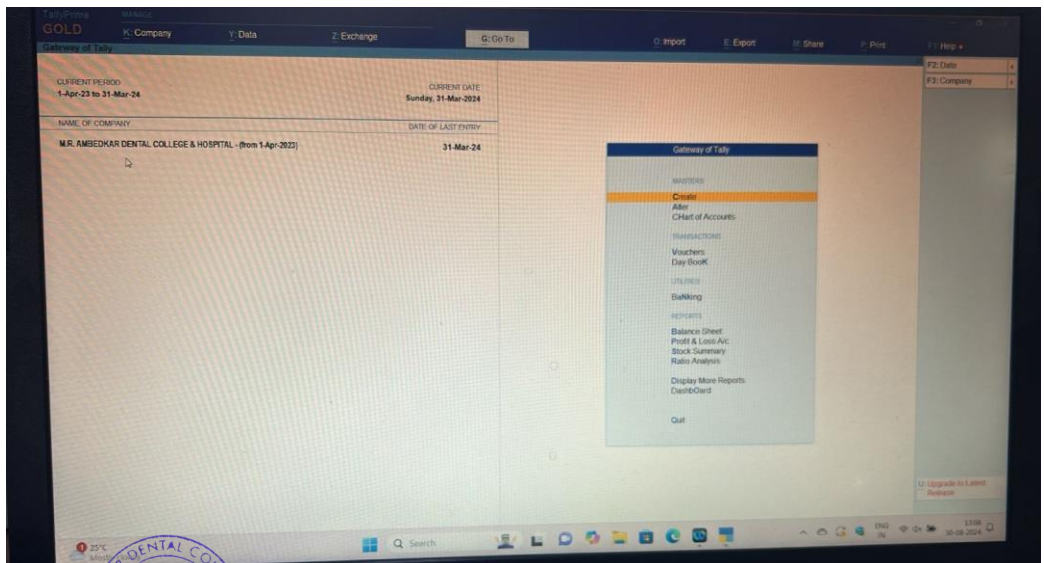 TallyPrime
GOLD
MANAGE
K: Company
Y: Data
Z: Exchange
G: Go To
O: Import
E: Export
M: Share
P: Print
F1: Help
Gateway of Tally
F2: Date
F3: Company
CURRENT PERIOD
1-Apr-23 to 31-Mar-24
CURRENT DATE
Sunday, 31-Mar-2024
NAME OF COMPANY
DATE OF LAST ENTRY
M.R. AMBEDKAR DENTAL COLLEGE & HOSPITAL - (from 1-Apr-2023)
31-Mar-24
Gateway of Tally
MASTERS
Create
Alter
CHart of Accounts
TRANSACTIONS
Vouchers
Day BooK
UTILITIES
BaNking
REPORTS
Balance Sheet
Profit & Loss A/c
Stock Summary
Ratio Analysis
Display More Reports
DashbOard
Quit
U: Upgrade to Latest
Release
25°C
Search
ENG
IN
13:06
DENTAL